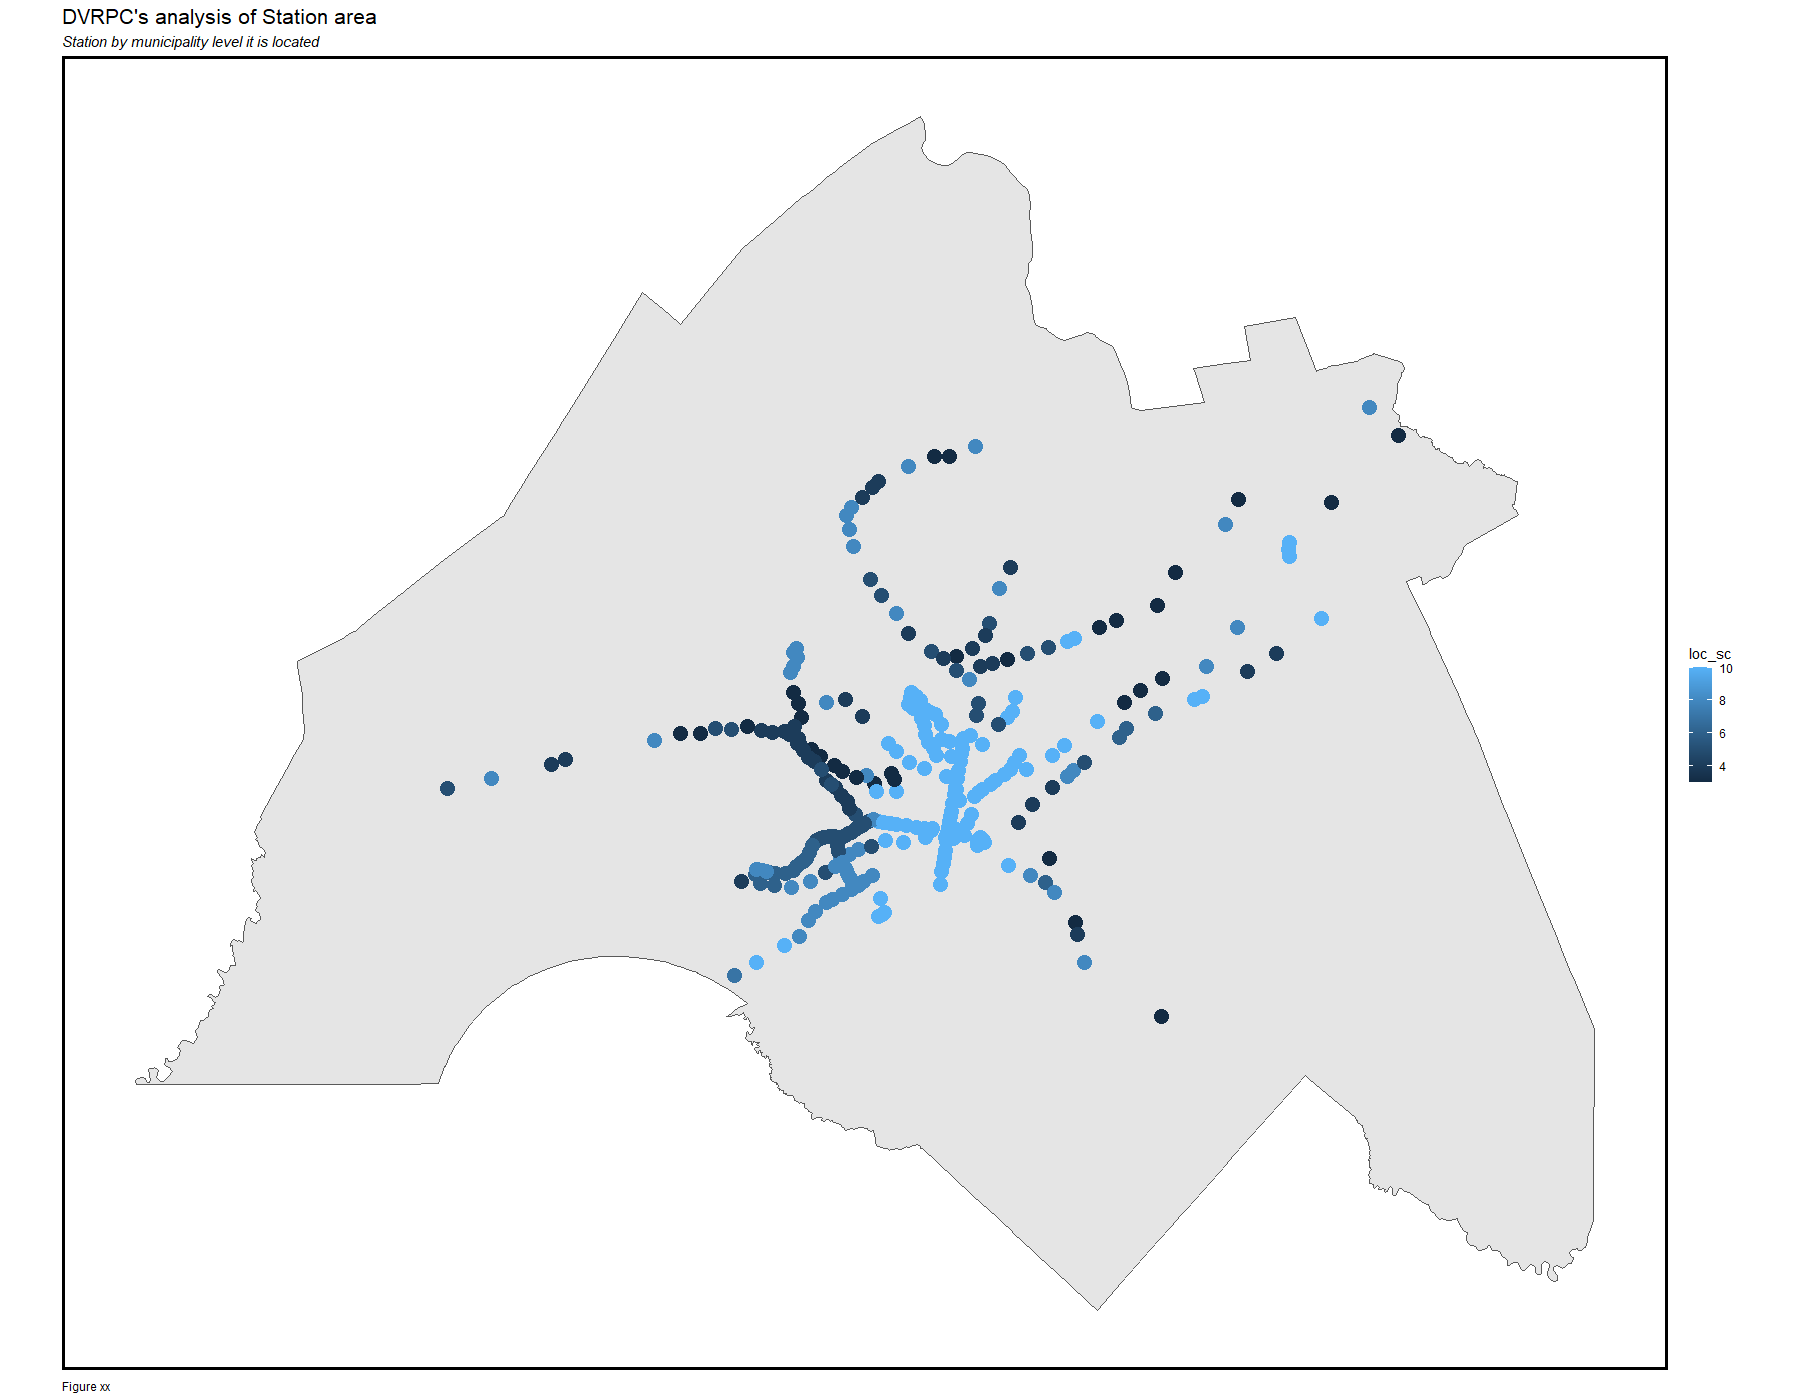 DVRPC's analysis of Station area
Station by municipality level it is located
loc_sc
10
8
6
4
Figure xx